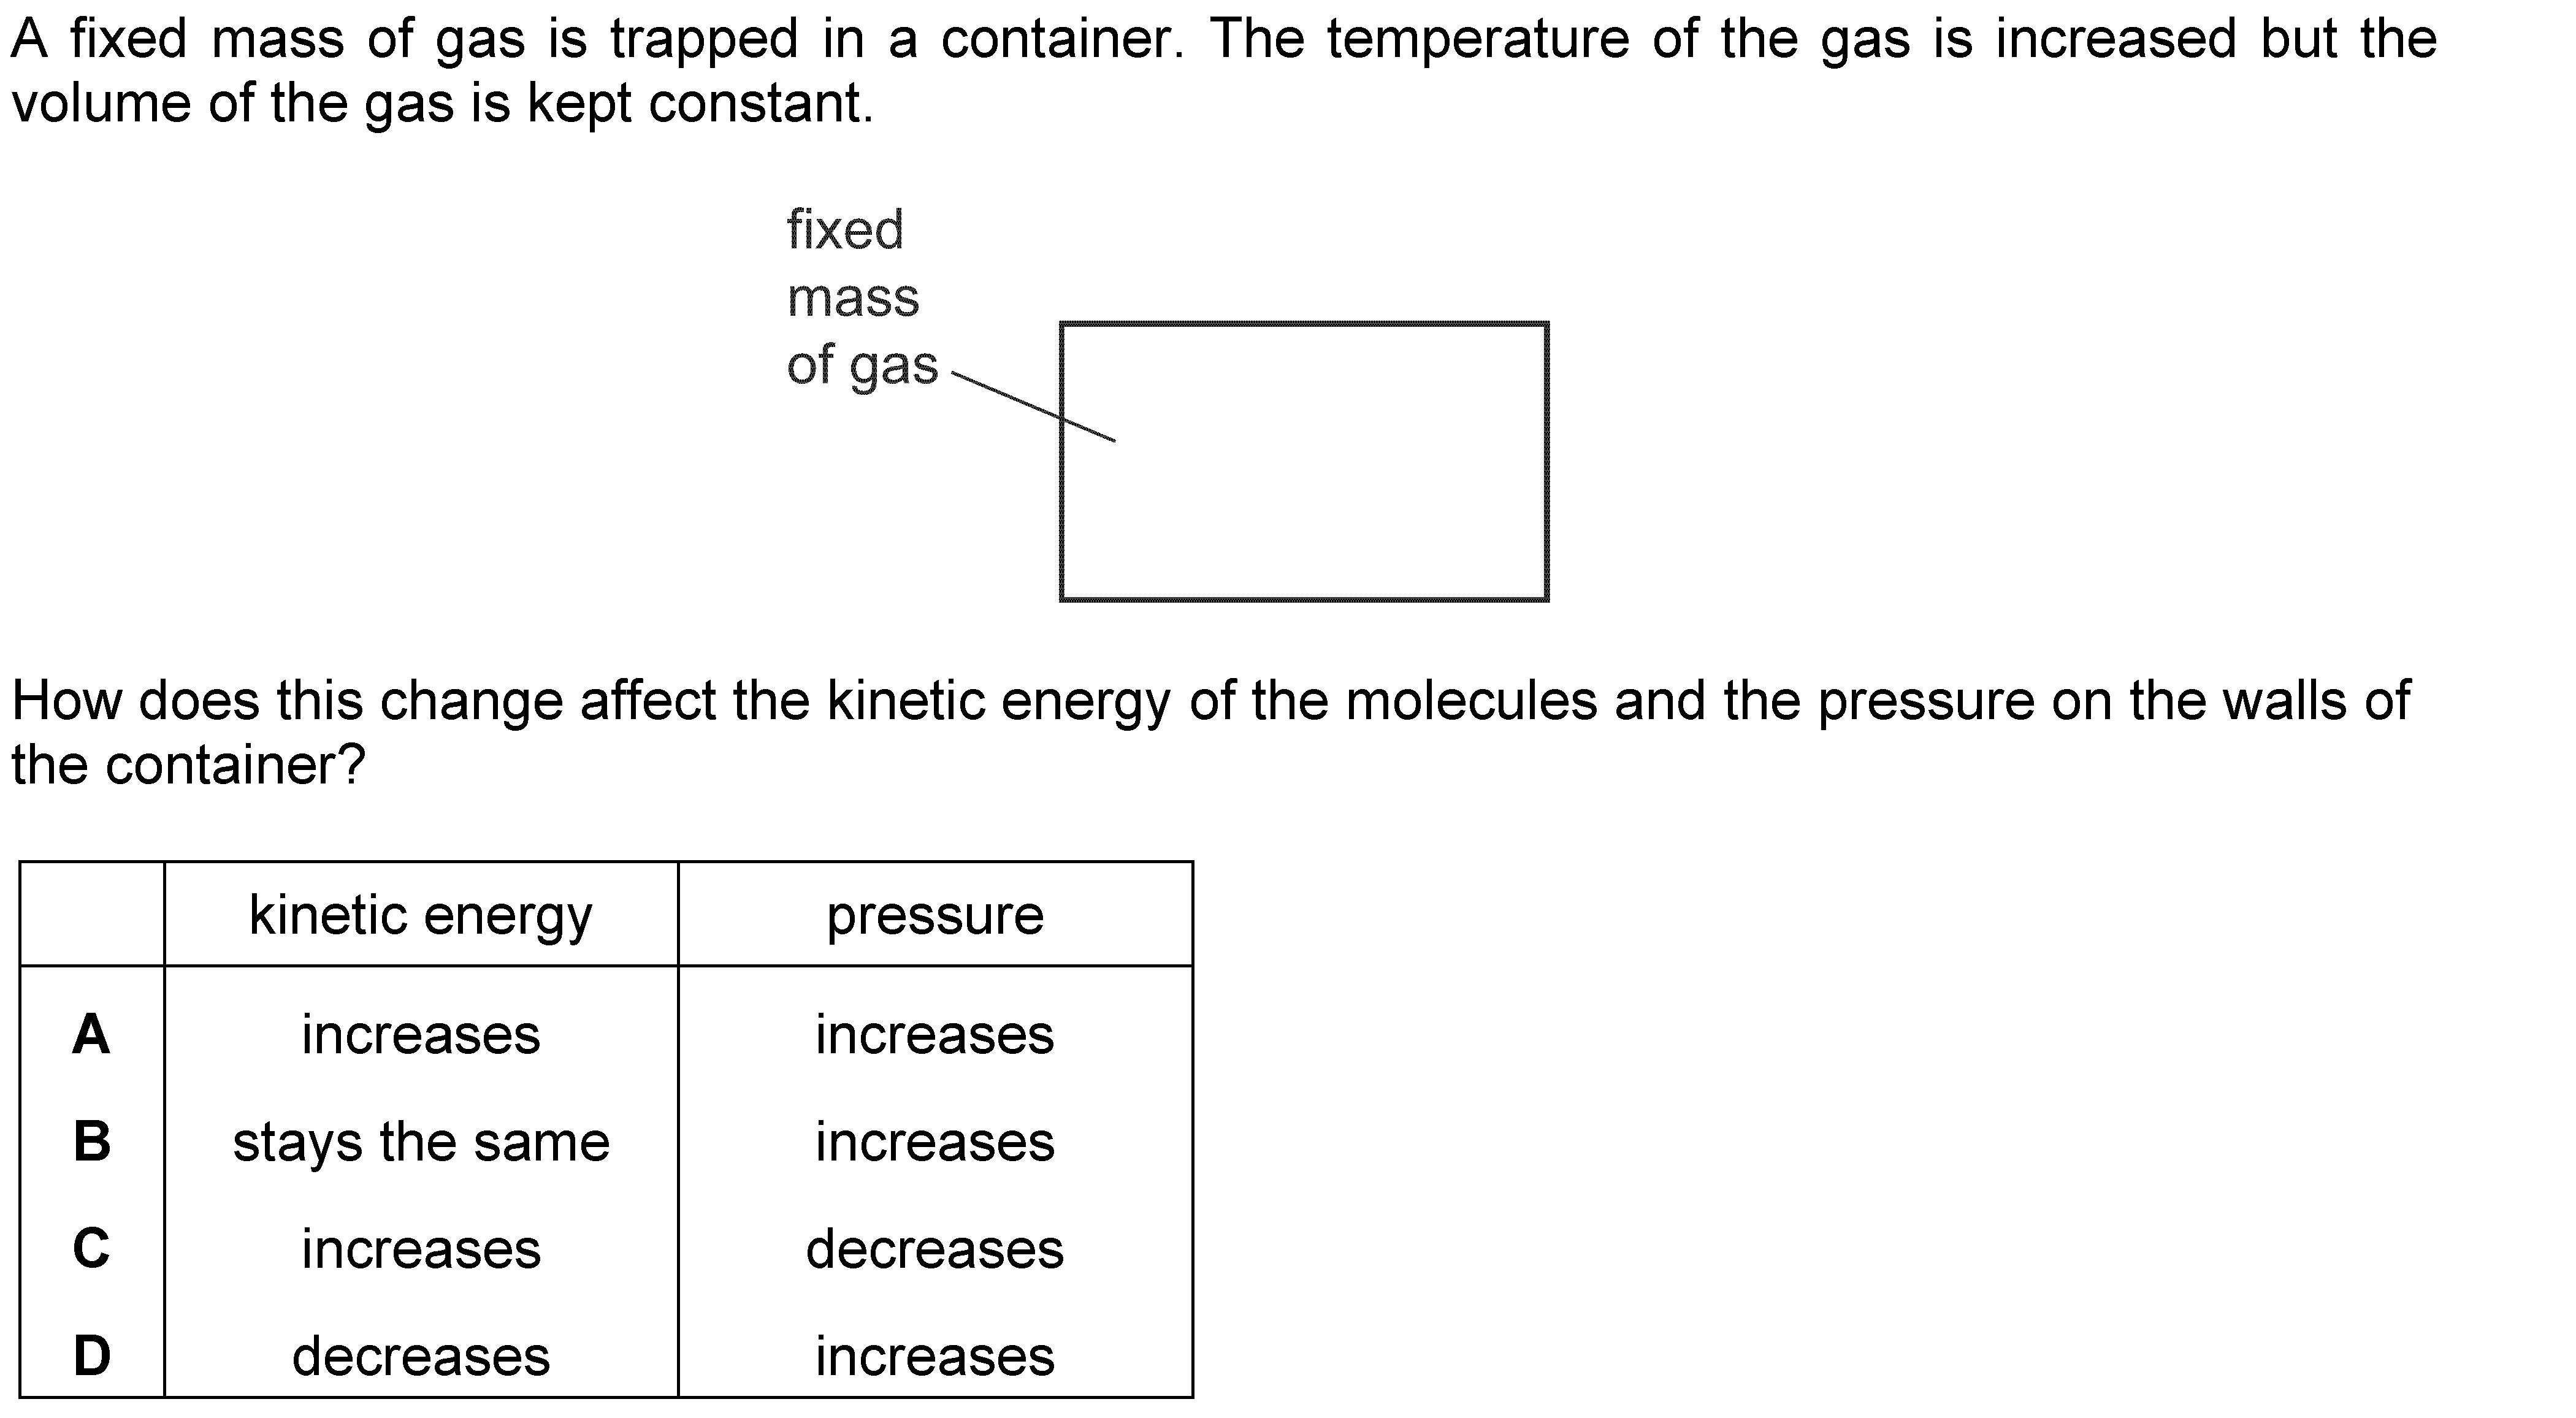 A fixed mass of gas is trapped in a container. The temperature of the gas is increased but the
volume of the gas is kept constant.
fixed
mass
of gas
How does this change affect the kinetic energy of the molecules and the pressure on the walls of
the container?
kinetic energy pressure
A increases increases
B stays the same increases
C increases decreases
D decreases increases